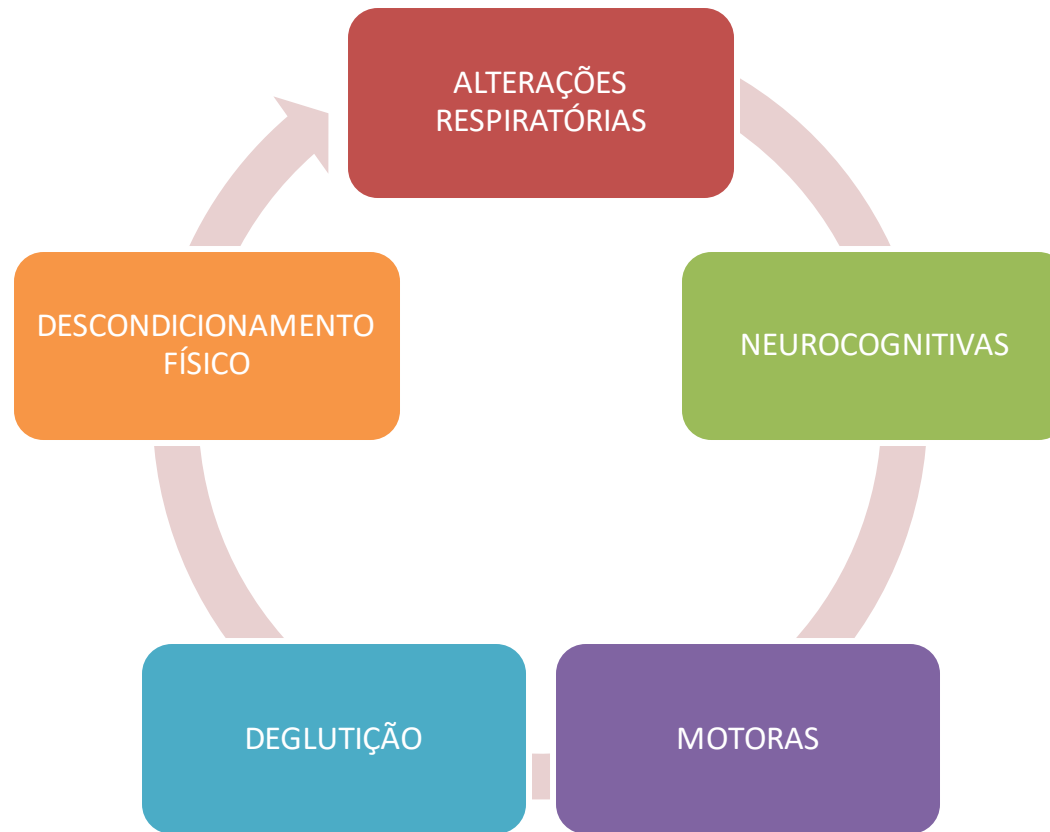 ALTERAÇÕES
RESPIRATÓRIAS
NEUROCOGNITIVAS
MOTORAS
DEGLUTIÇÃO
DESCONDICIONAMENTO
FÍSICO